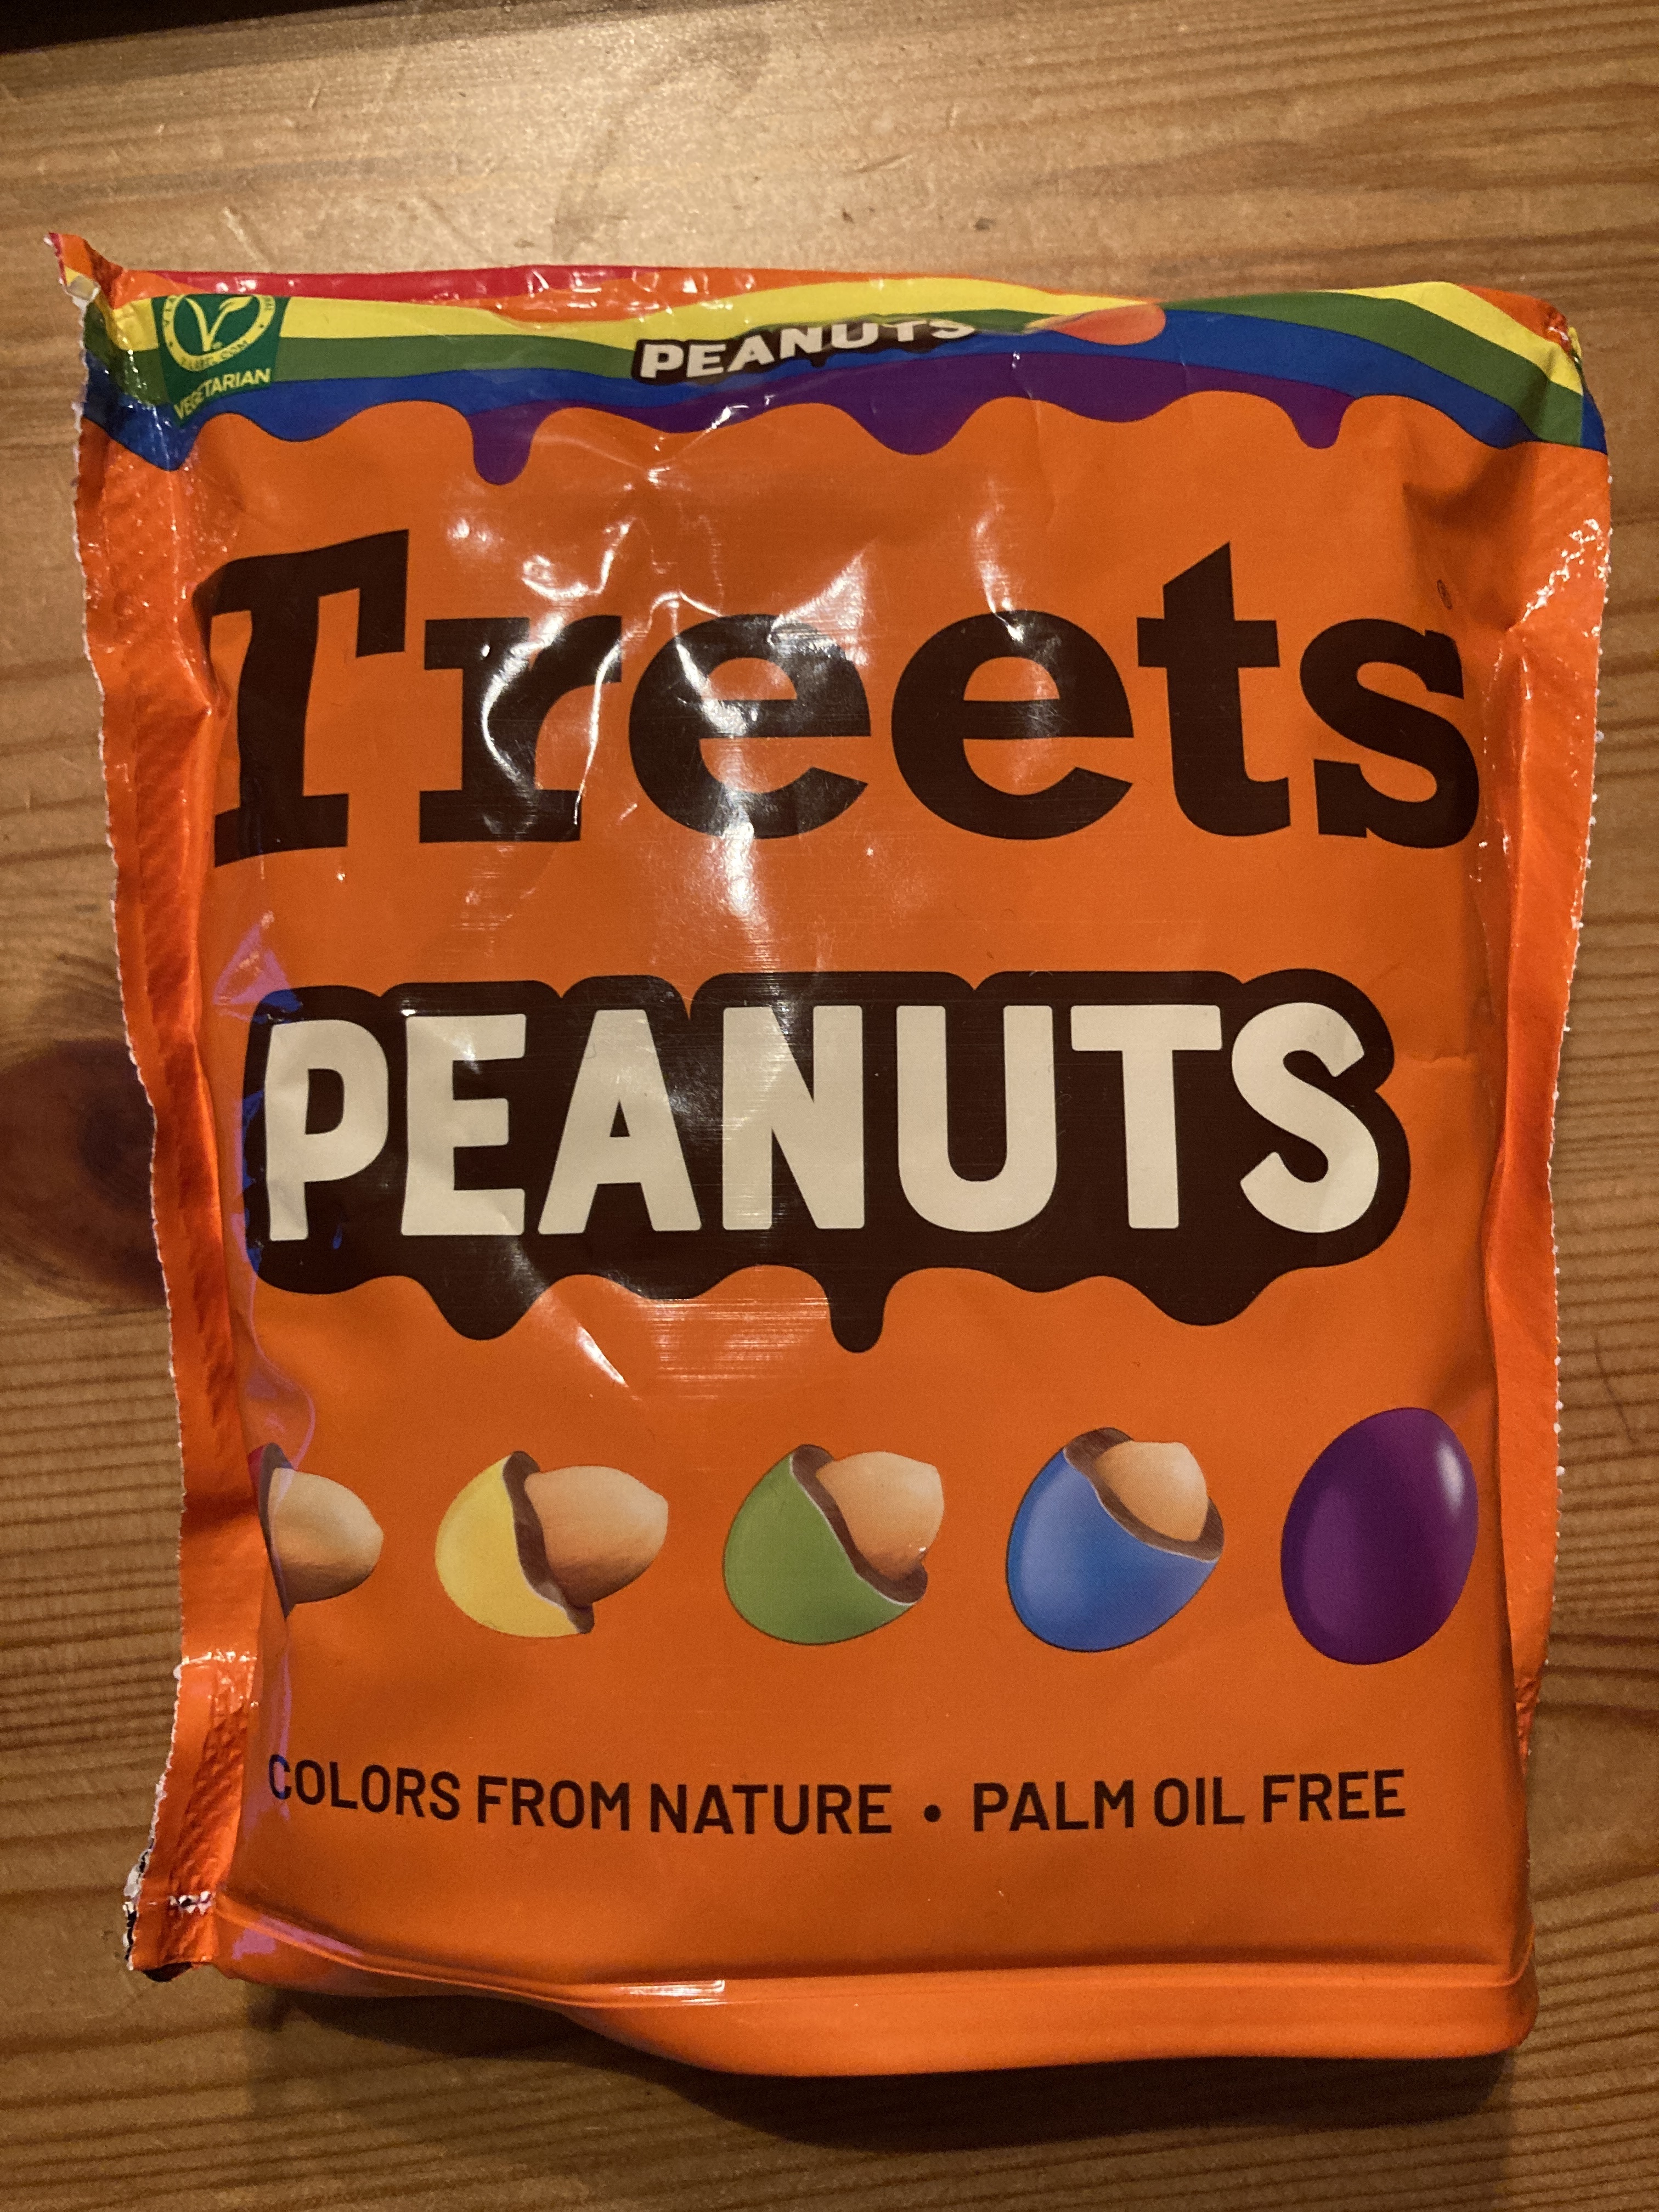 PEANUTS
VEGETARIAN
Treets
®
PEANUTS
COLORS FROM NATURE • PALM OIL FREE